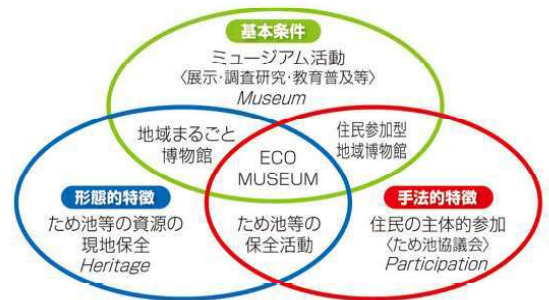 基本条件
ミュージアム活動
〈展示・調査研究・教育普及等〉
Museum
地域まるごと
博物館
住民参加型
地域博物館
ECO
MUSEUM
形態的特徴
ため池等の資源の
現地保全
Heritage
ため池等の
保全活動
手法的特徴
住民の主体的参加
〈ため池協議会〉
Participation